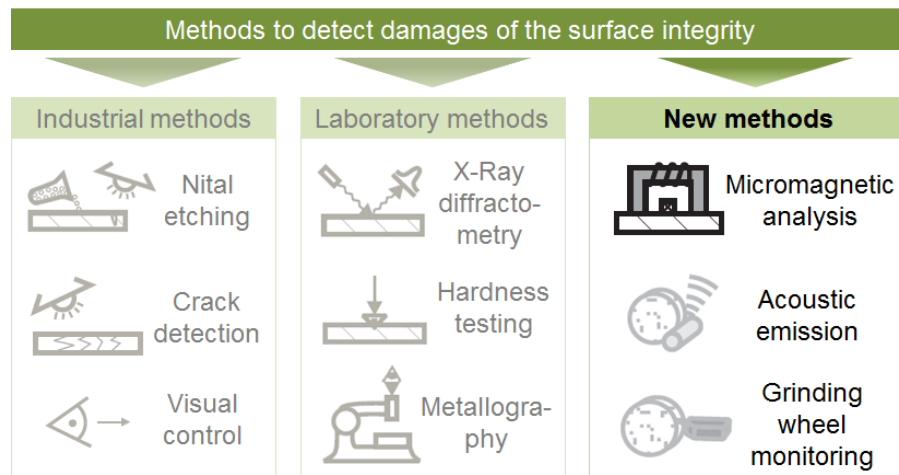 Methods to detect damages of the surface integrity
Industrial methods
Nital
etching
Crack
detection
Visual
control
Laboratory methods
X-Ray
diffracto-
metry
Hardness
testing
Metallogra-
phy
New methods
Micromagnetic
analysis
Acoustic
emission
Grinding
wheel
monitoring